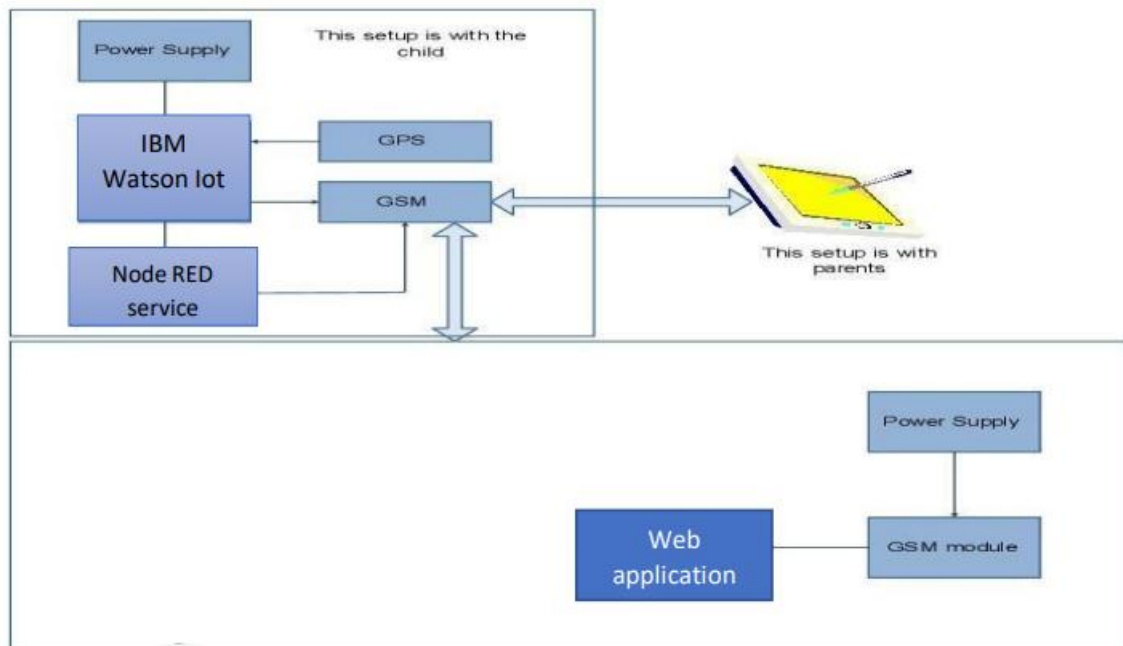 Power Supply
This setup is with the
child
IBM
Watson Iot
GPS
GSM
Node RED
service
This setup is with
parents
Power Supply
Web
application
GSM module